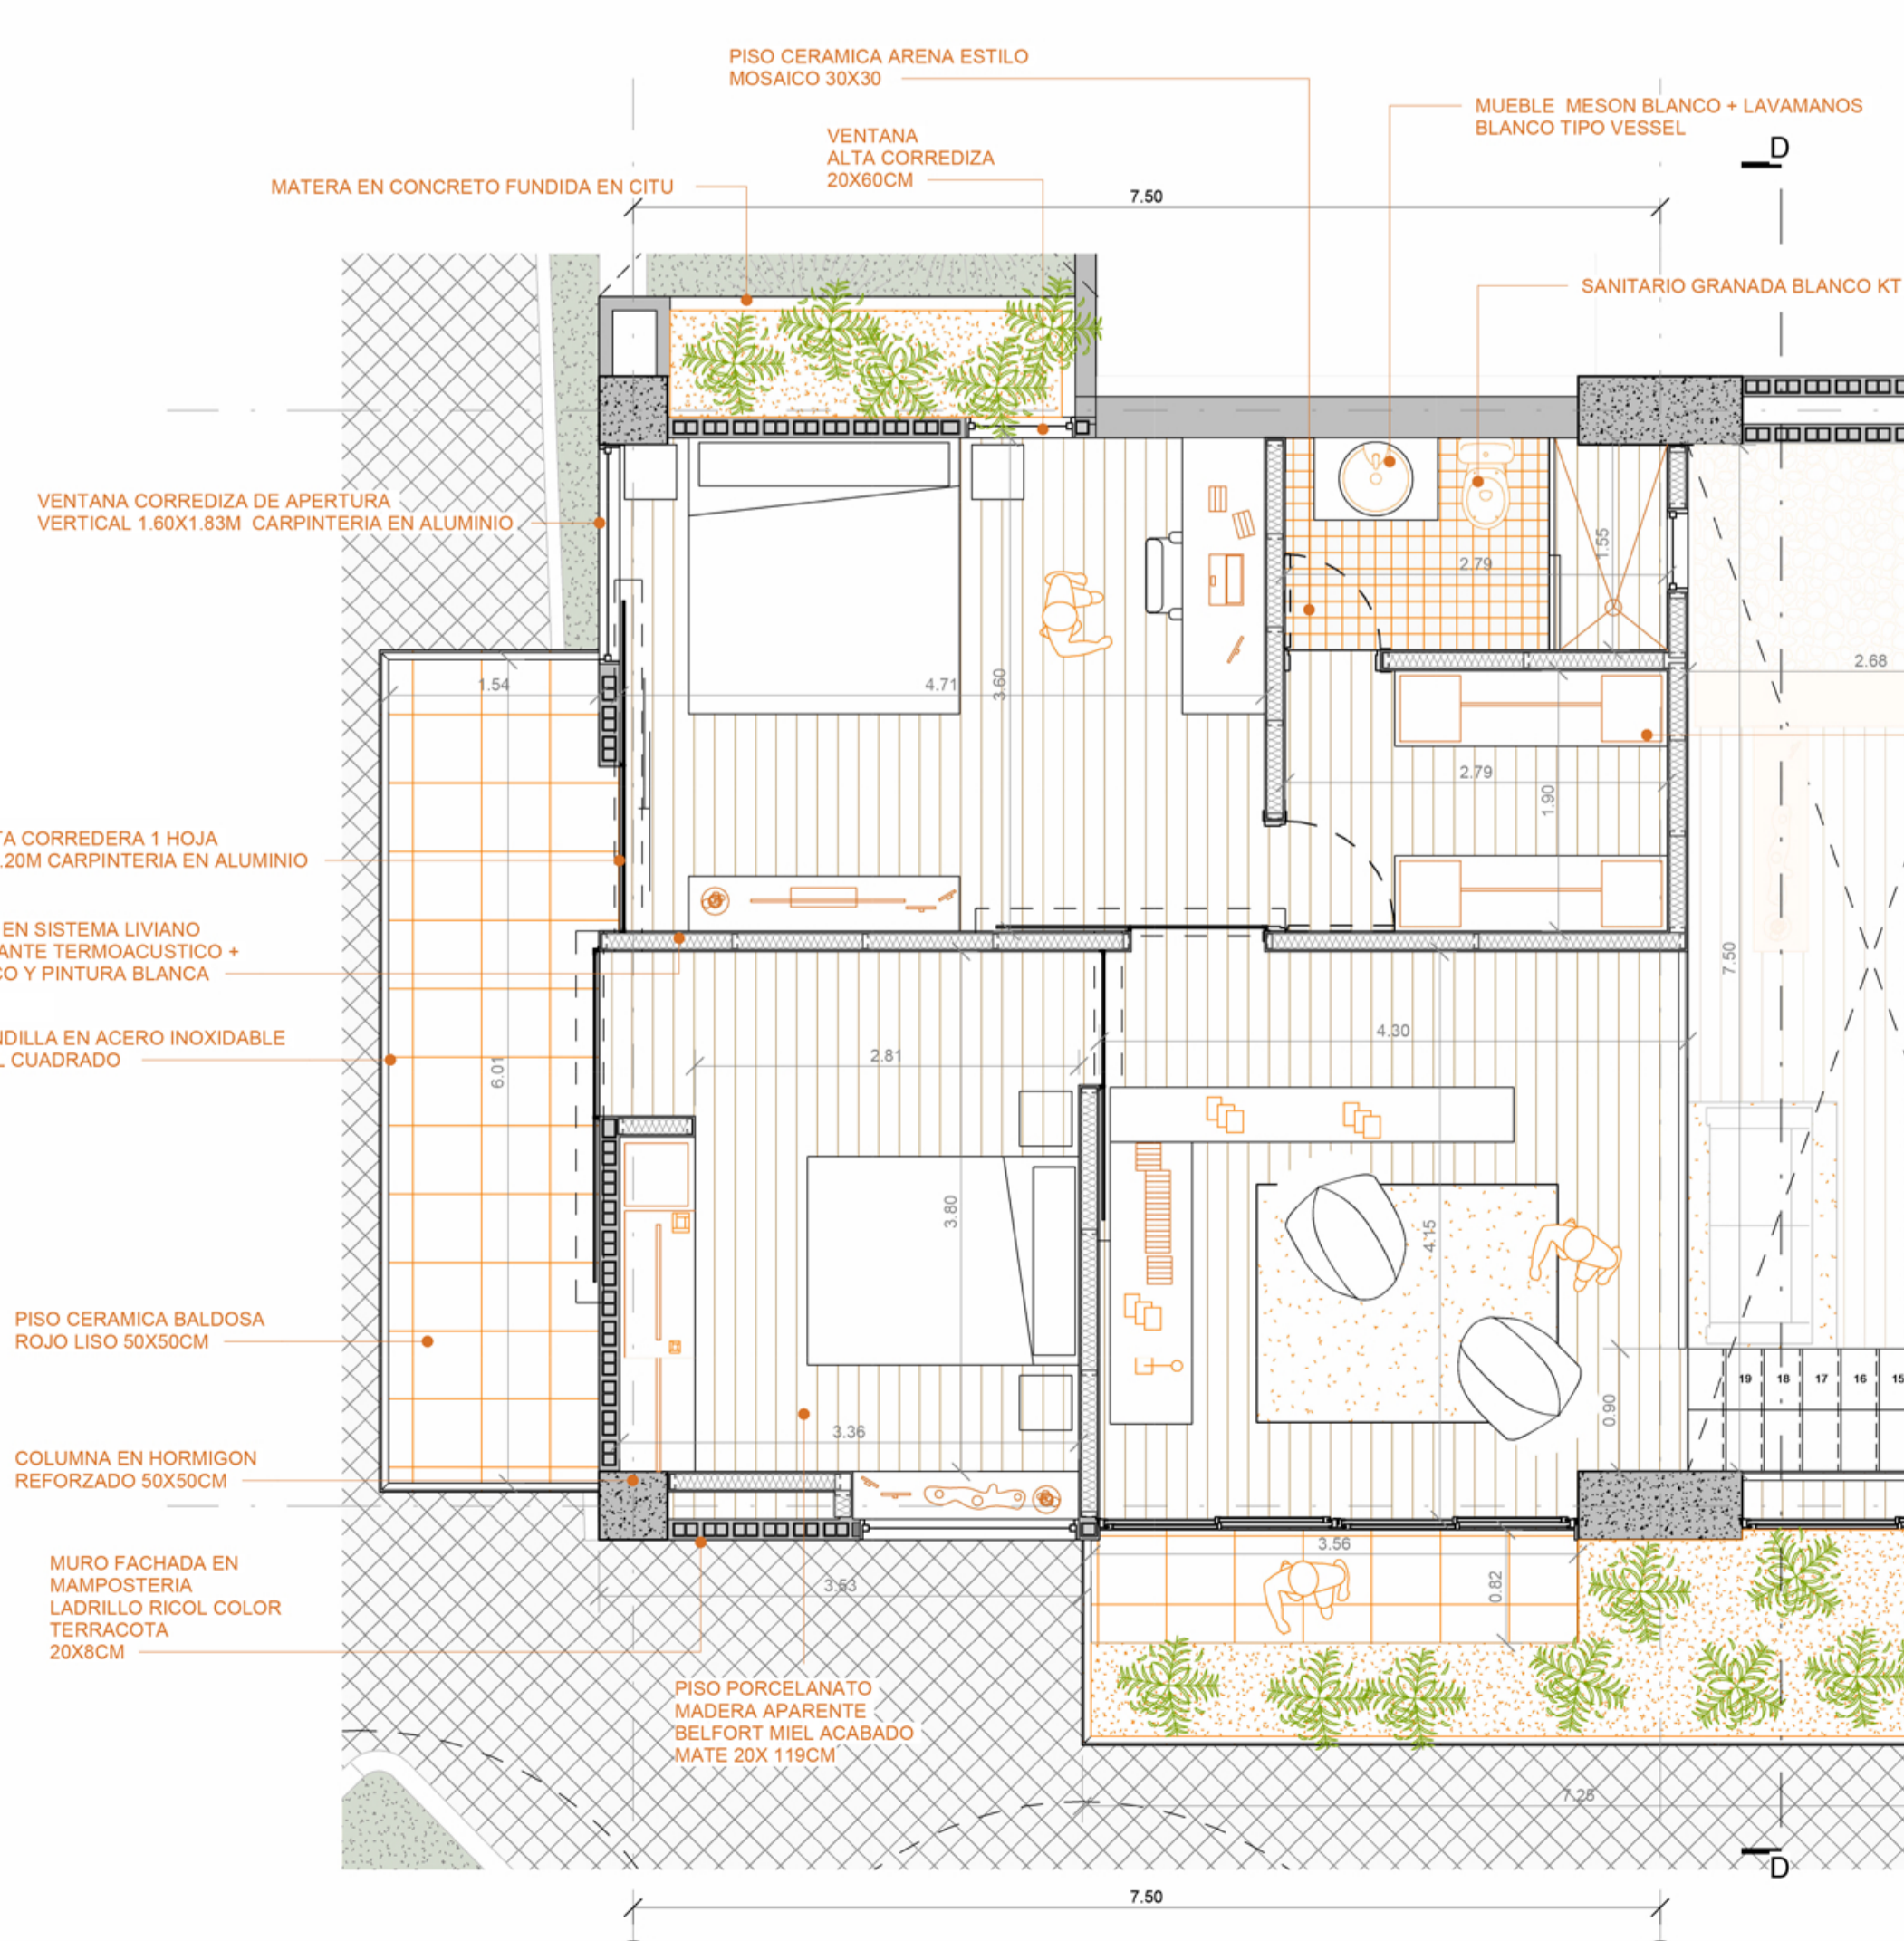 PISO CERAMICA ARENA ESTILO
MOSAICO 30X30
MUEBLE  MESON BLANCO + LAVAMANOS
BLANCO TIPO VESSEL
VENTANA
ALTA CORREDIZA
20X60CM
D
MATERA EN CONCRETO FUNDIDA EN CITU
7.50
SANITARIO GRANADA BLANCO KT
VENTANA CORREDIZA DE APERTURA
VERTICAL 1.60X1.83M  CARPINTERIA EN ALUMINIO
1.55
2.79
1.54
4.71
3.60
2.68
2.79
1.90
TA CORREDERA 1 HOJA
.20M CARPINTERIA EN ALUMINIO
EN SISTEMA LIVIANO
ANTE TERMOACUSTICO +
CO Y PINTURA BLANCA
7.50
NDILLA EN ACERO INOXIDABLE
L CUADRADO
6.01
2.81
4.30
3.80
4.15
PISO CERAMICA BALDOSA
ROJO LISO 50X50CM
19 18 17 16 15
0.90
3.36
COLUMNA EN HORMIGON
REFORZADO 50X50CM
3.56
3.53
0.82
MURO FACHADA EN
MAMPOSTERIA
LADRILLO RICOL COLOR
TERRACOTA
20X8CM
PISO PORCELANATO
MADERA APARENTE
BELFORT MIEL ACABADO
MATE 20X 119CM
7.25
D
7.50